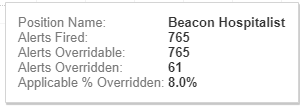 Position Name: Beacon Hospitalist
Alerts Fired: 765
Alerts Overridable: 765
Alerts Overridden: 61
Applicable % Overridden: 8.0%